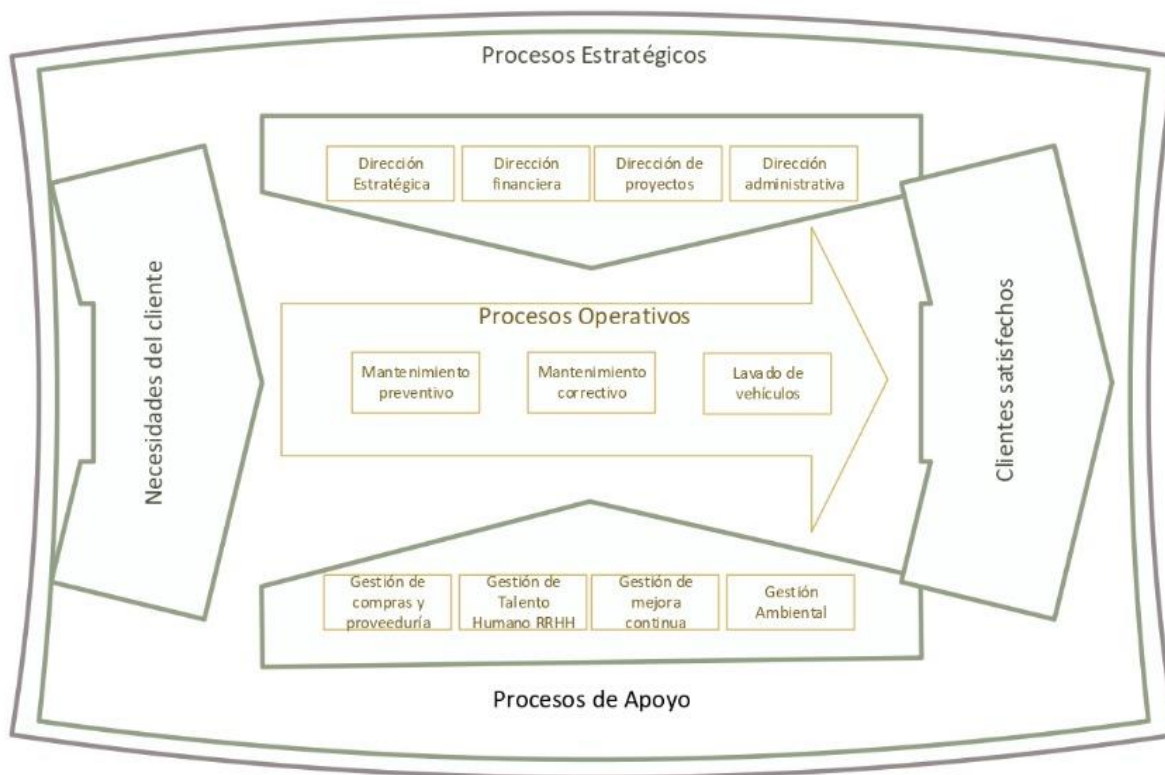 Procesos Estratégicos
Dirección
Estratégica
Dirección
financiera
Dirección de
proyectos
Dirección
administrativa
Necesidades del cliente
Procesos Operativos
Mantenimiento
preventivo
Mantenimiento
correctivo
Lavado de
vehículos
Clientes satisfechos
Gestión de
compras y
proveeduría
Gestión de
Talento
Humano RRHH
Gestión de
mejora
continua
Gestión
Ambiental
Procesos de Apoyo